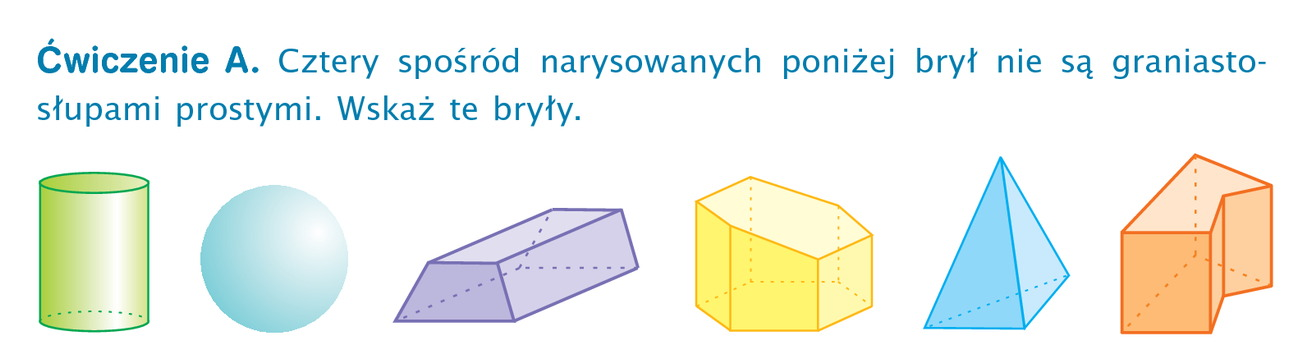 Ćwiczenie A. Cztery spośród narysowanych poniżej brył nie są graniasto-
słupami prostymi. Wskaż te bryły.